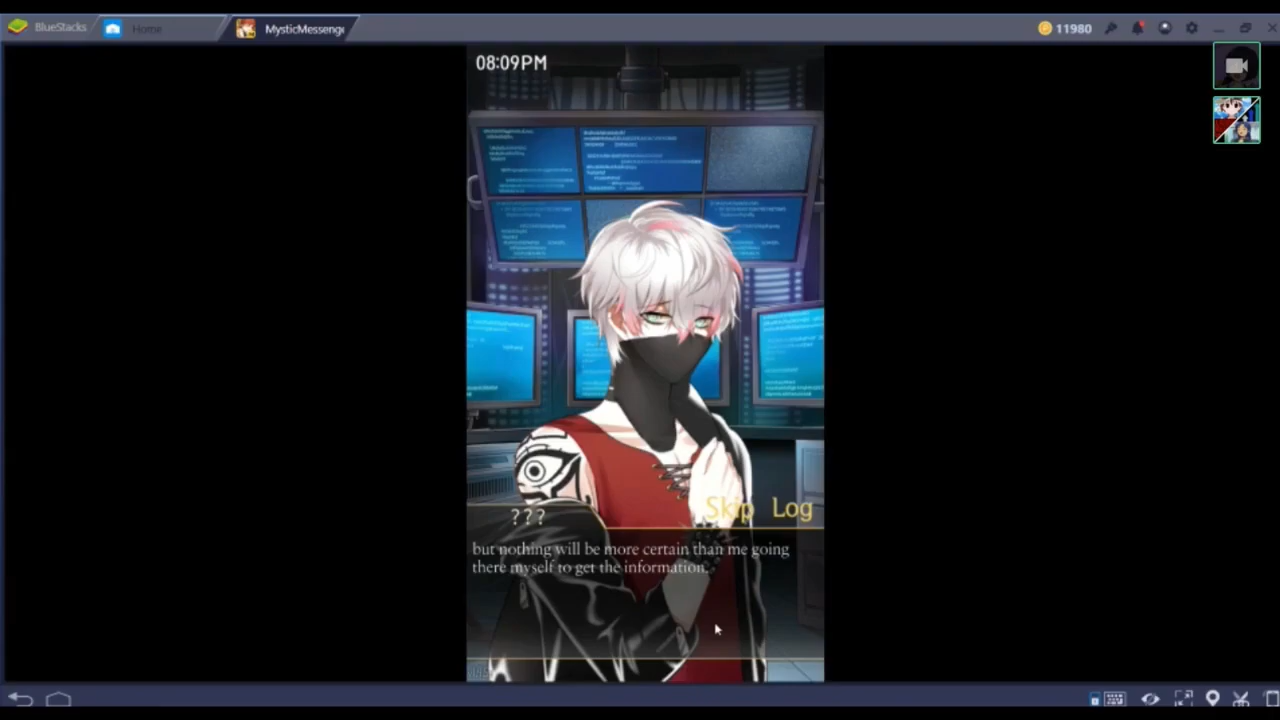 BlueStacks
Home
MysticMessenge
11980
08:09PM
Skip Log
???
but nothing will be more certain than me going
there myself to get the information.